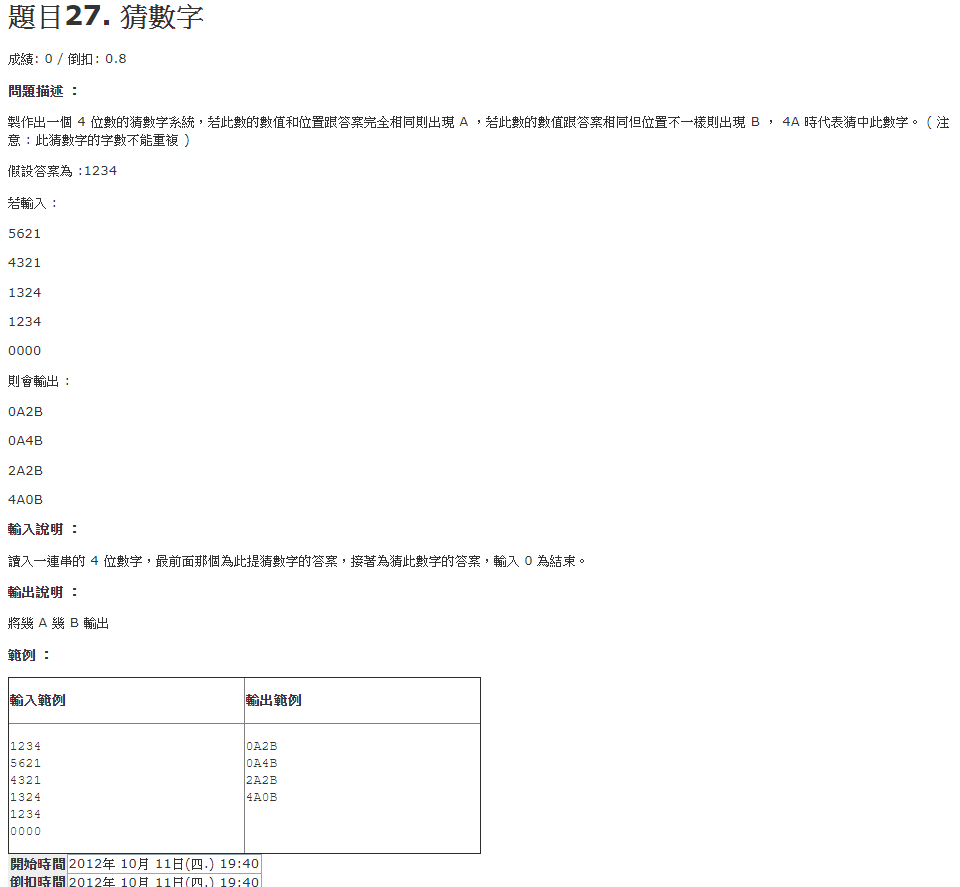 題目27. 猜數字
成績: 0 / 倒扣: 0.8
問題描述 ：
製作出一個 4 位數的猜數字系統，若此數的數值和位置跟答案完全相同則出現 A ，若此數的數值跟答案相同但位置不一樣則出現 B ， 4A 時代表猜中此數字。 ( 注
意：此猜數字的字數不能重複 )
假設答案為 :1234
若輸入：
5621
4321
1324
1234
0000
則會輸出：
0A2B
0A4B
2A2B
4A0B
輸入說明 ：
讀入一連串的 4 位數字，最前面那個為此提猜數字的答案，接著為猜此數字的答案，輸入 0 為結束。
輸出說明 ：
將幾 A 幾 B 輸出
範例 ：
輸入範例 輸出範例
1234 0A2B
5621 0A4B
4321 2A2B
1324 4A0B
1234
0000
開始時間 2012年 10月 11日(四.) 19:40
倒扣時間 2012年 10月 11日(四.) 19:40